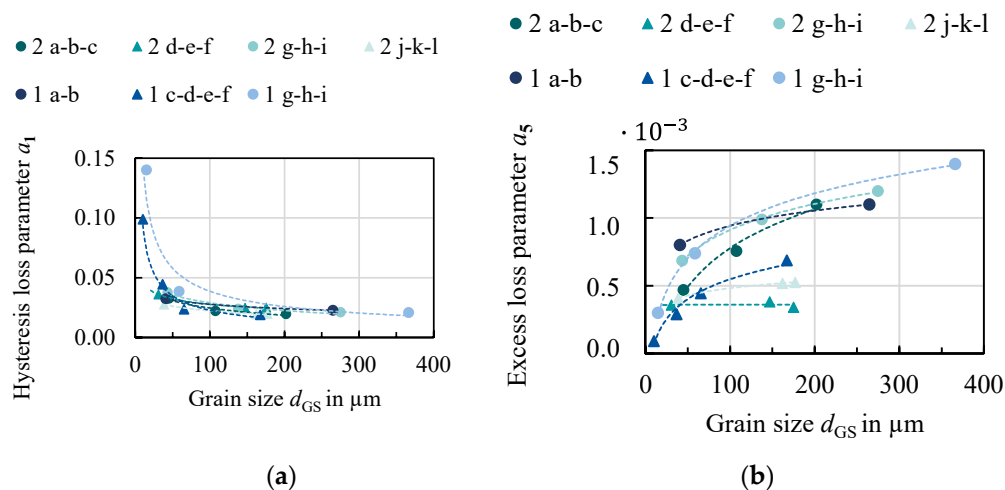 2 a-b-c 2 d-e-f 2 g-h-i 2 j-k-l
1 a-b 1 c-d-e-f 1 g-h-i
Hysteresis loss parameter a1
0.15
0.10
0.05
0.00
0 100 200 300 400
Grain size dGS in µm
(a)
2 a-b-c 2 d-e-f 2 g-h-i 2 j-k-l
1 a-b 1 c-d-e-f 1 g-h-i
· 10−3
Excess loss parameter a5
1.5
1.0
0.5
0.0
0 100 200 300 400
Grain size dGS in µm
(b)